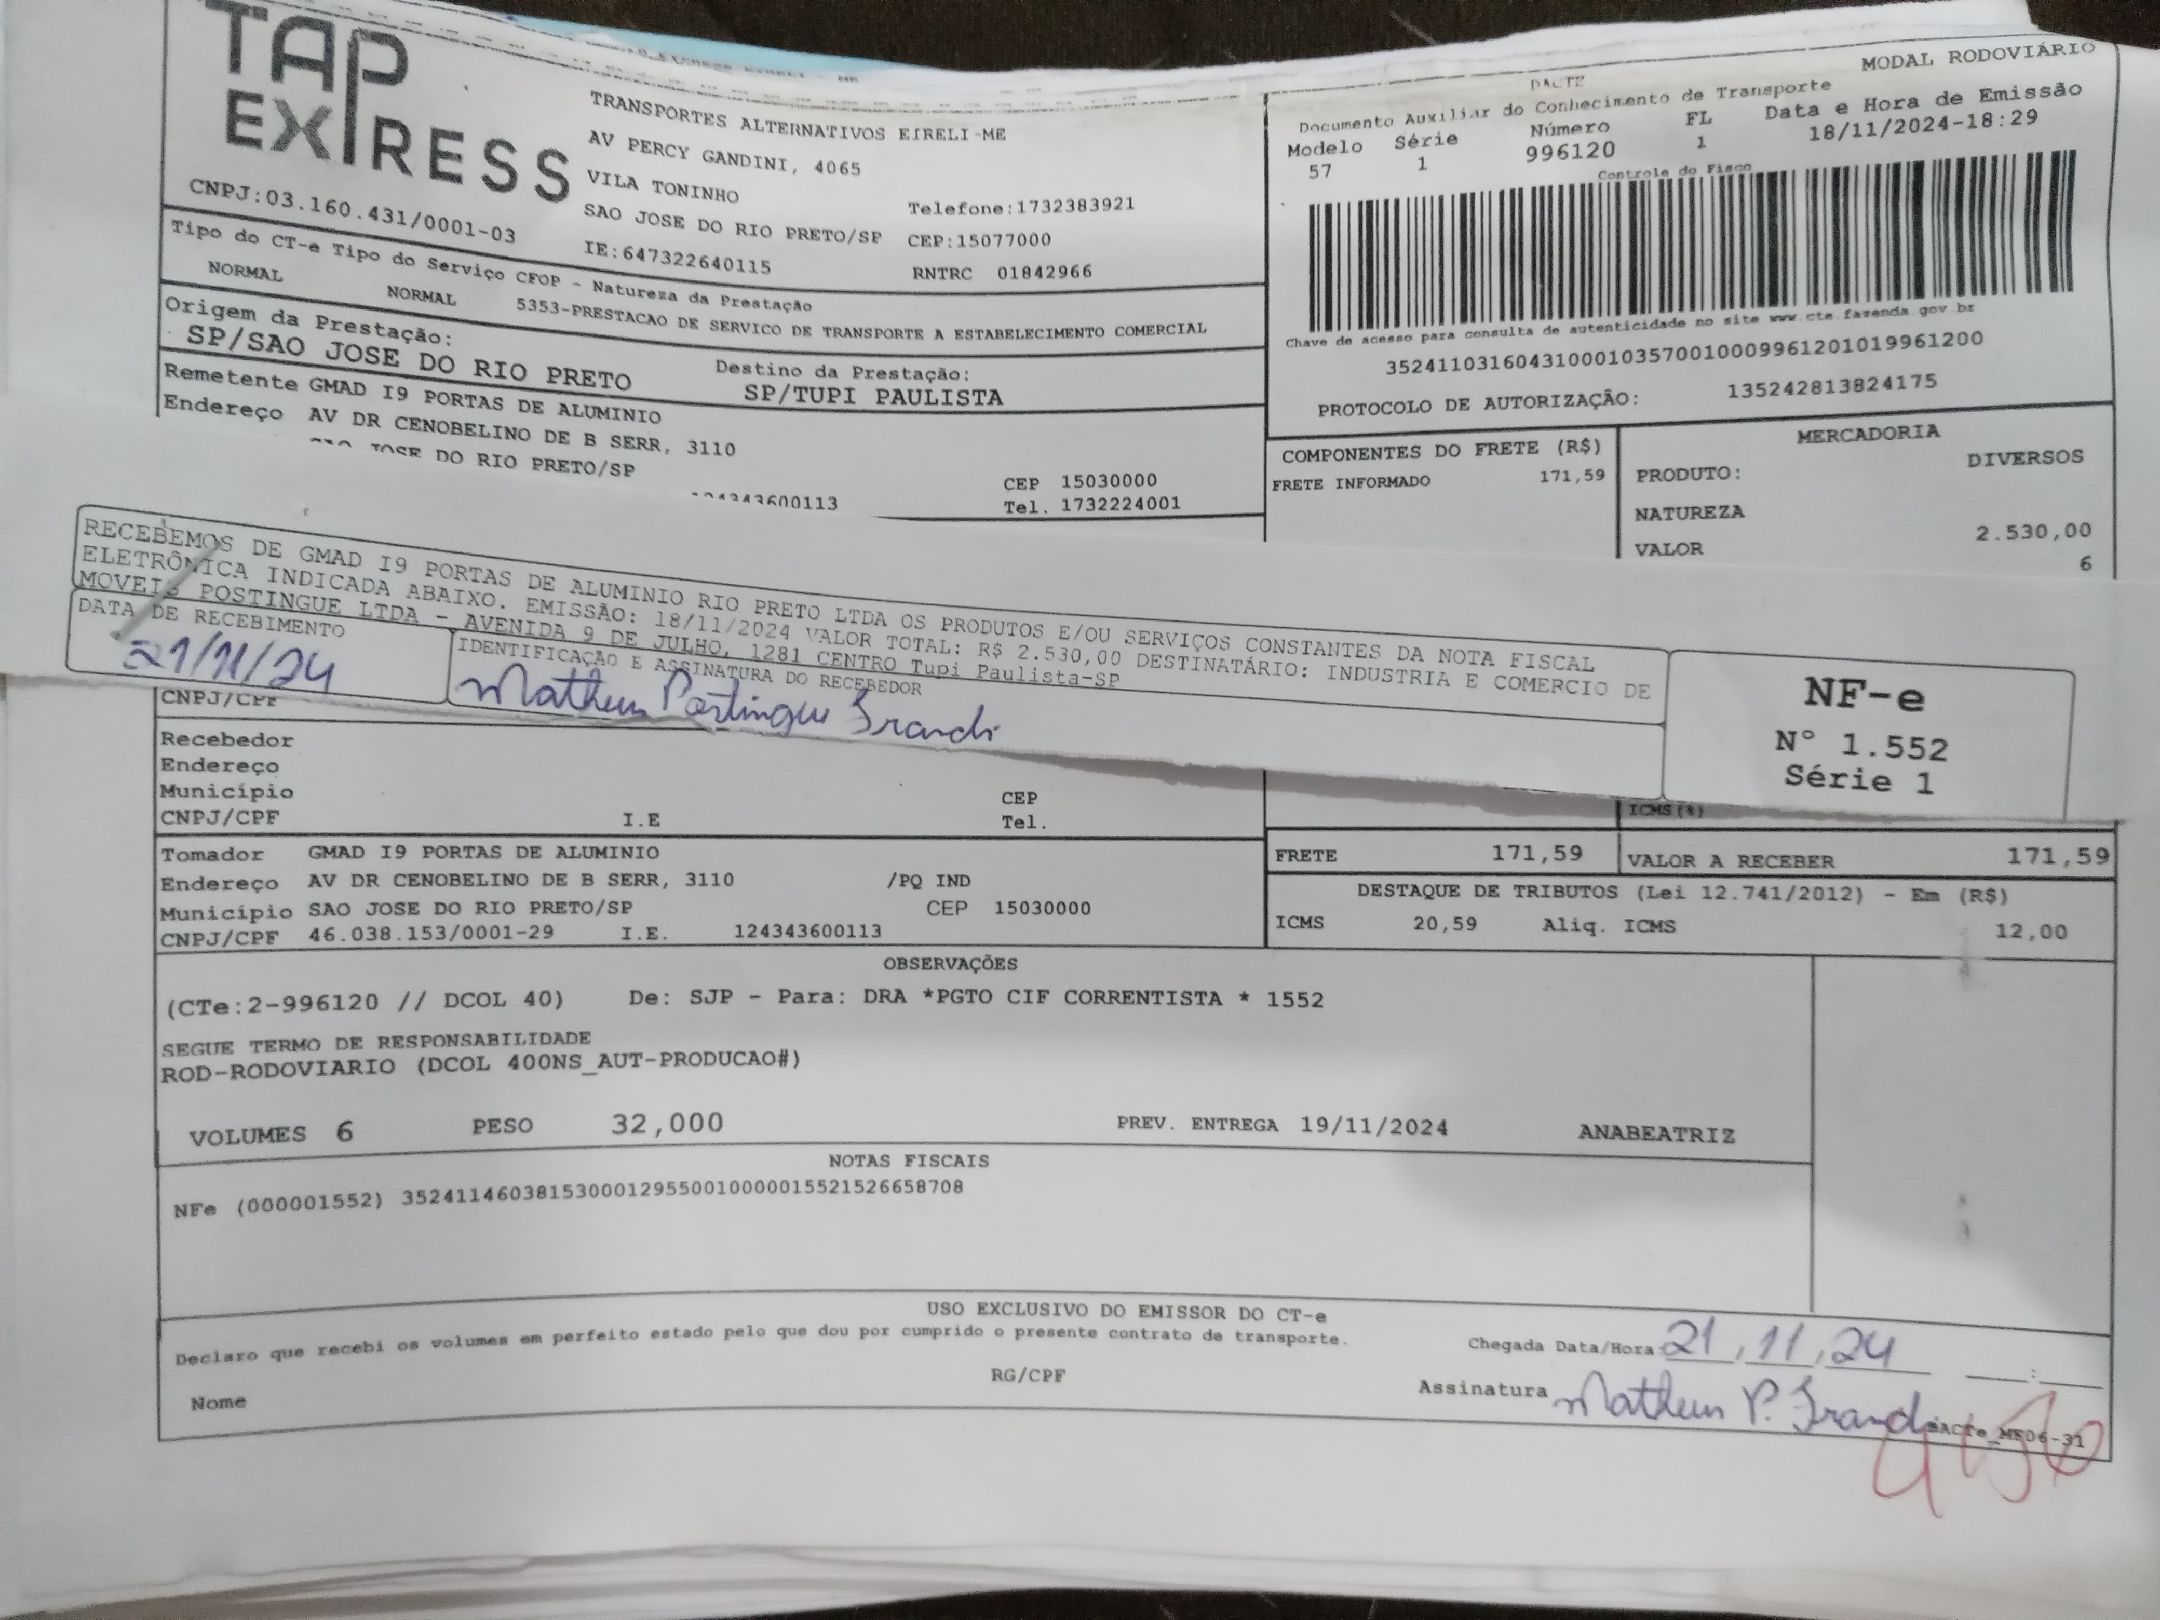 TAP
EXPRESS
CNPJ:03.160.431/0001-03
TRANSPORTES ALTERNATIVOS EIRELI-ME
AV PERCY GANDINI, 4065
VILA TONINHO
SAO JOSE DO RIO PRETO/SP
IE:647322640115
Telefone:1732383921
CEP:15077000
RNTRC 01842966
MODAL RODOVIÁRIO
DACTE
Documento Auxiliar do Conhecimento de Transporte
Modelo Série Número FL Data e Hora de Emissão
57 1 996120 1 18/11/2024-18:29
Controle do Fisco
Chave de acesso para consulta de autenticidade no site www.cte.fazenda.gov.br
35241103160431000103570010009961201019961200
PROTOCOLO DE AUTORIZAÇÃO: 135242813824175
Tipo do CT-e Tipo do Serviço CFOP - Natureza da Prestação
NORMAL NORMAL 5353-PRESTACAO DE SERVICO DE TRANSPORTE A ESTABELECIMENTO COMERCIAL
Origem da Prestação:
SP/SAO JOSE DO RIO PRETO
Destino da Prestação:
SP/TUPI PAULISTA
Remetente GMAD I9 PORTAS DE ALUMINIO
Endereço AV DR CENOBELINO DE B SERR, 3110
JOSE DO RIO PRETO/SP
CEP 15030000
Tel. 1732224001
COMPONENTES DO FRETE (R$)
FRETE INFORMADO 171,59
MERCADORIA
PRODUTO: DIVERSOS
NATUREZA
VALOR 2.530,00
6
RECEBEMOS DE GMAD I9 PORTAS DE ALUMINIO RIO PRETO LTDA OS PRODUTOS E/OU SERVIÇOS CONSTANTES DA NOTA FISCAL
ELETRÔNICA INDICADA ABAIXO. EMISSÃO: 18/11/2024 VALOR TOTAL: R$ 2.530,00 DESTINATÁRIO: INDUSTRIA E COMERCIO DE
MOVEIS POSTINGUE LTDA - AVENIDA 9 DE JULHO, 1281 CENTRO Tupi Paulista-SP
DATA DE RECEBIMENTO
21/11/24
IDENTIFICAÇÃO E ASSINATURA DO RECEBEDOR
Matheus Postingue Frandi
NF-e
Nº 1.552
Série 1
CNPJ/CPF
Recebedor
Endereço
Município CEP
CNPJ/CPF I.E Tel.
ICMS(%)
Tomador GMAD I9 PORTAS DE ALUMINIO
Endereço AV DR CENOBELINO DE B SERR, 3110 /PQ IND
Município SAO JOSE DO RIO PRETO/SP CEP 15030000
CNPJ/CPF 46.038.153/0001-29 I.E. 124343600113
FRETE 171,59 VALOR A RECEBER 171,59
DESTAQUE DE TRIBUTOS (Lei 12.741/2012) - Em (R$)
ICMS 20,59 Aliq. ICMS 12,00
OBSERVAÇÕES
(CTe:2-996120 // DCOL 40) De: SJP - Para: DRA *PGTO CIF CORRENTISTA * 1552
SEGUE TERMO DE RESPONSABILIDADE
ROD-RODOVIARIO (DCOL 400NS_AUT-PRODUCAO#)
VOLUMES 6 PESO 32,000 PREV. ENTREGA 19/11/2024 ANABEATRIZ
NOTAS FISCAIS
NFe (000001552) 35241146038153000129550010000015521526658708
USO EXCLUSIVO DO EMISSOR DO CT-e
Declaro que recebi os volumes em perfeito estado pelo que dou por cumprido o presente contrato de transporte.
Chegada Data/Hora 21,11,24 :
RG/CPF
Nome
Assinatura Matheus P. Frandi